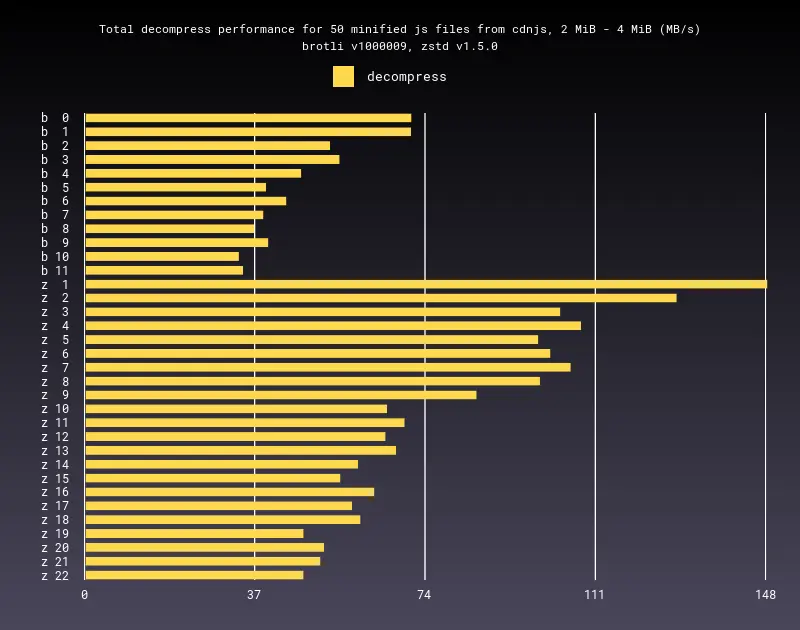 Total decompress performance for 50 minified js files from cdnjs, 2 MiB - 4 MiB (MB/s)
brotli v1000009, zstd v1.5.0
decompress
b 0
b 1
b 2
b 3
b 4
b 5
b 6
b 7
b 8
b 9
b 10
b 11
z 1
z 2
z 3
z 4
z 5
z 6
z 7
z 8
z 9
z 10
z 11
z 12
z 13
z 14
z 15
z 16
z 17
z 18
z 19
z 20
z 21
z 22
0 37 74 111 148